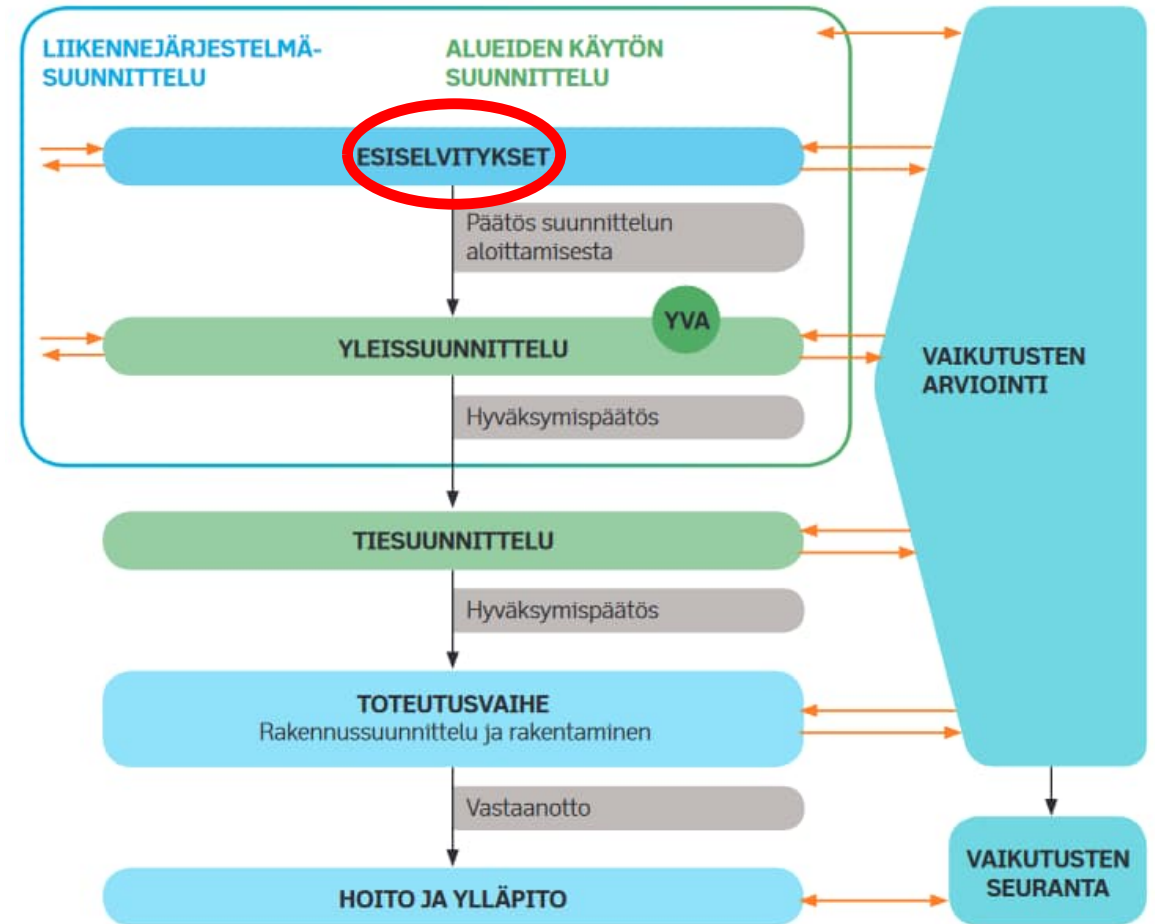 LIIKENNEJÄRJESTELMÄ-
SUUNNITTELU
ALUEIDEN KÄYTÖN
SUUNNITTELU
ESISELVITYKSET
Päätös suunnittelun
aloittamisesta
YVA
YLEISSUUNNITTELU
VAIKUTUSTEN
ARVIOINTI
Hyväksymispäätös
TIESUUNNITTELU
Hyväksymispäätös
TOTEUTUSVAIHE
Rakennussuunnittelu ja rakentaminen
Vastaanotto
HOITO JA YLLÄPITO
VAIKUTUSTEN
SEURANTA